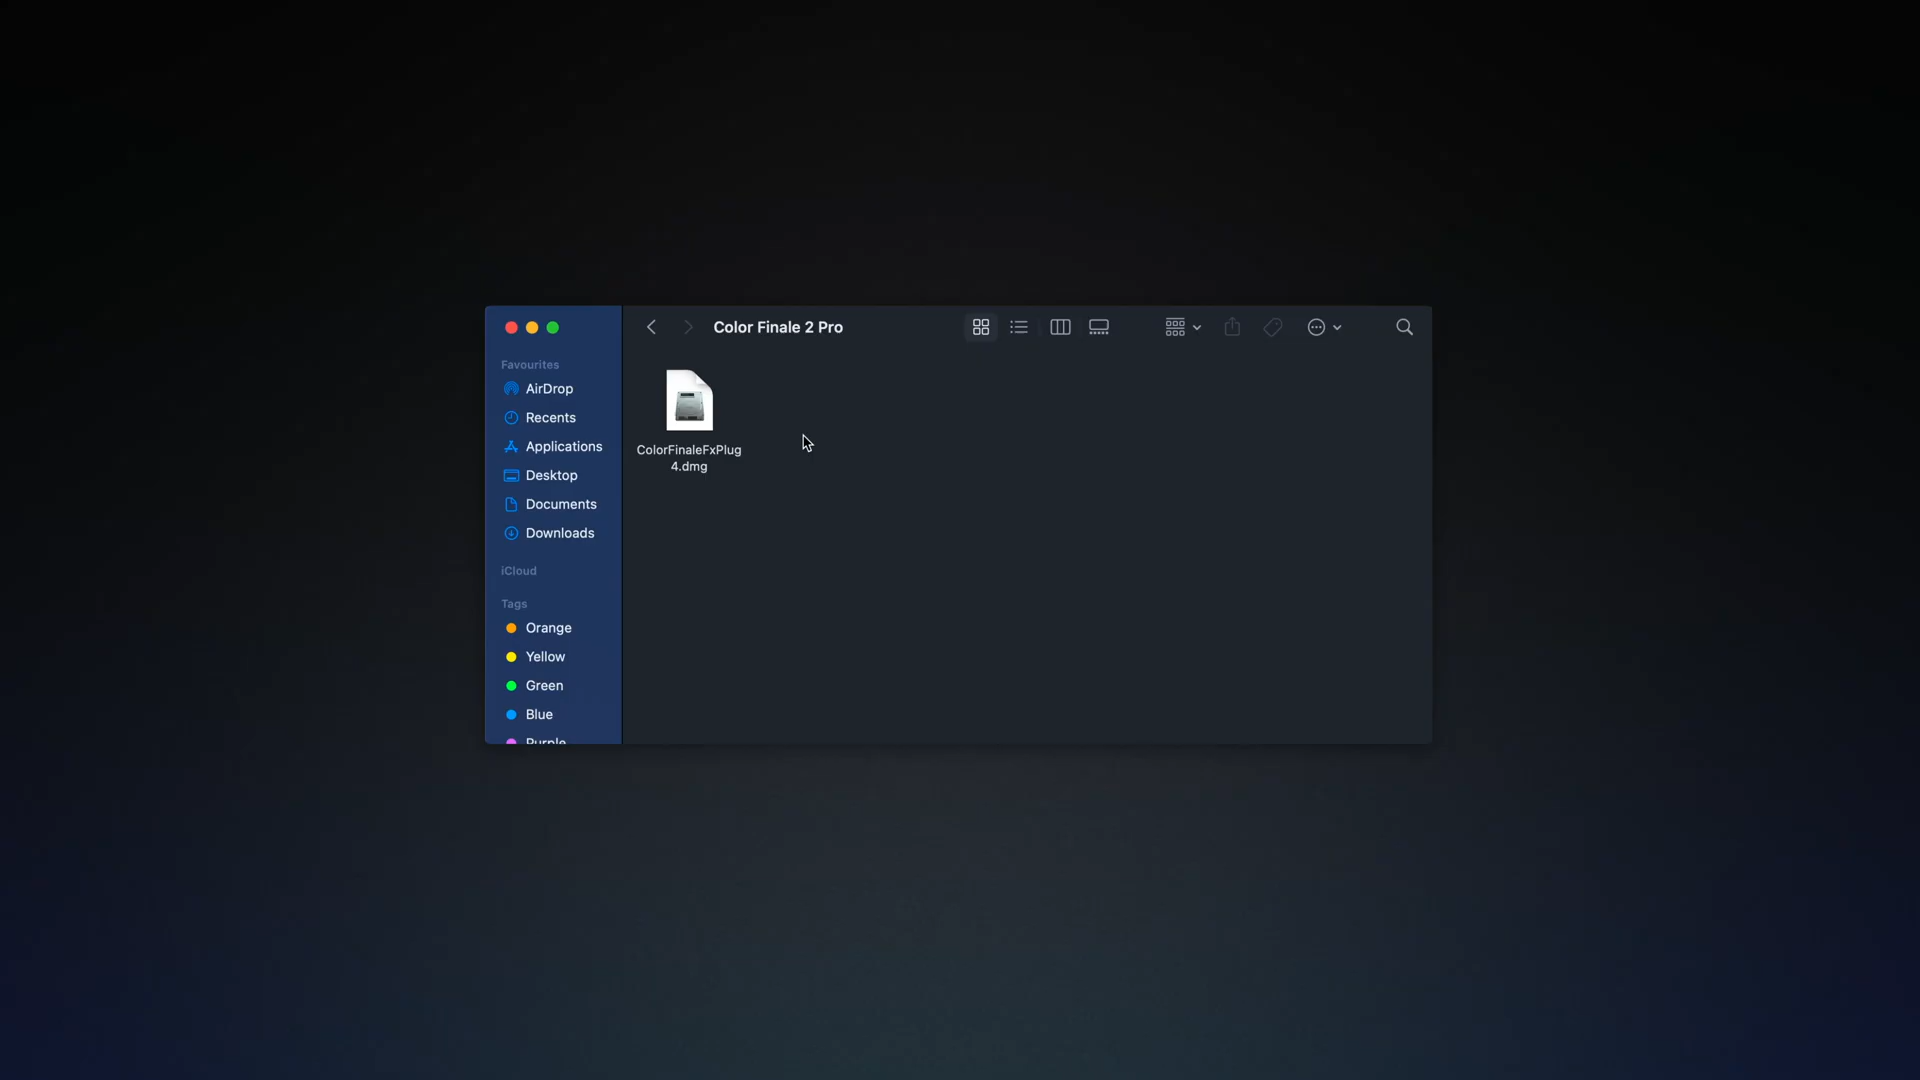 Color Finale 2 Pro
Favourites
AirDrop
Recents
Applications
Desktop
Documents
Downloads
iCloud
Tags
Orange
Yellow
Green
Blue
Purple
ColorFinaleFxPlug
4.dmg